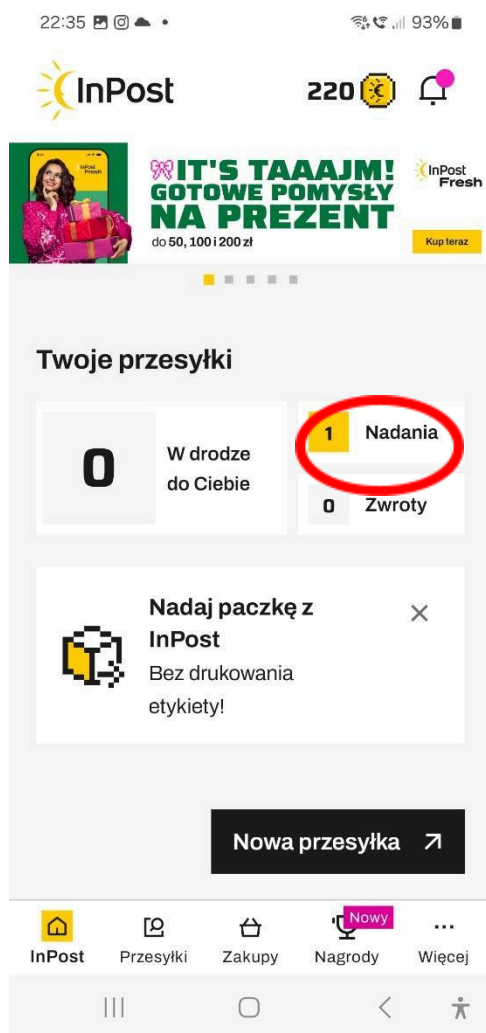 22:35
93%
InPost
220
IT'S TAAAJM!
GOTOWE POMYSŁY
NA PREZENT
do 50, 100 i 200 zł
InPost
Fresh
InPost
Fresh
Kup teraz
Twoje przesyłki
0
W drodze
do Ciebie
1 Nadania
0 Zwroty
Nadaj paczkę z
InPost
Bez drukowania
etykiety!
Nowa przesyłka
Nowy
InPost Przesyłki Zakupy Nagrody Więcej